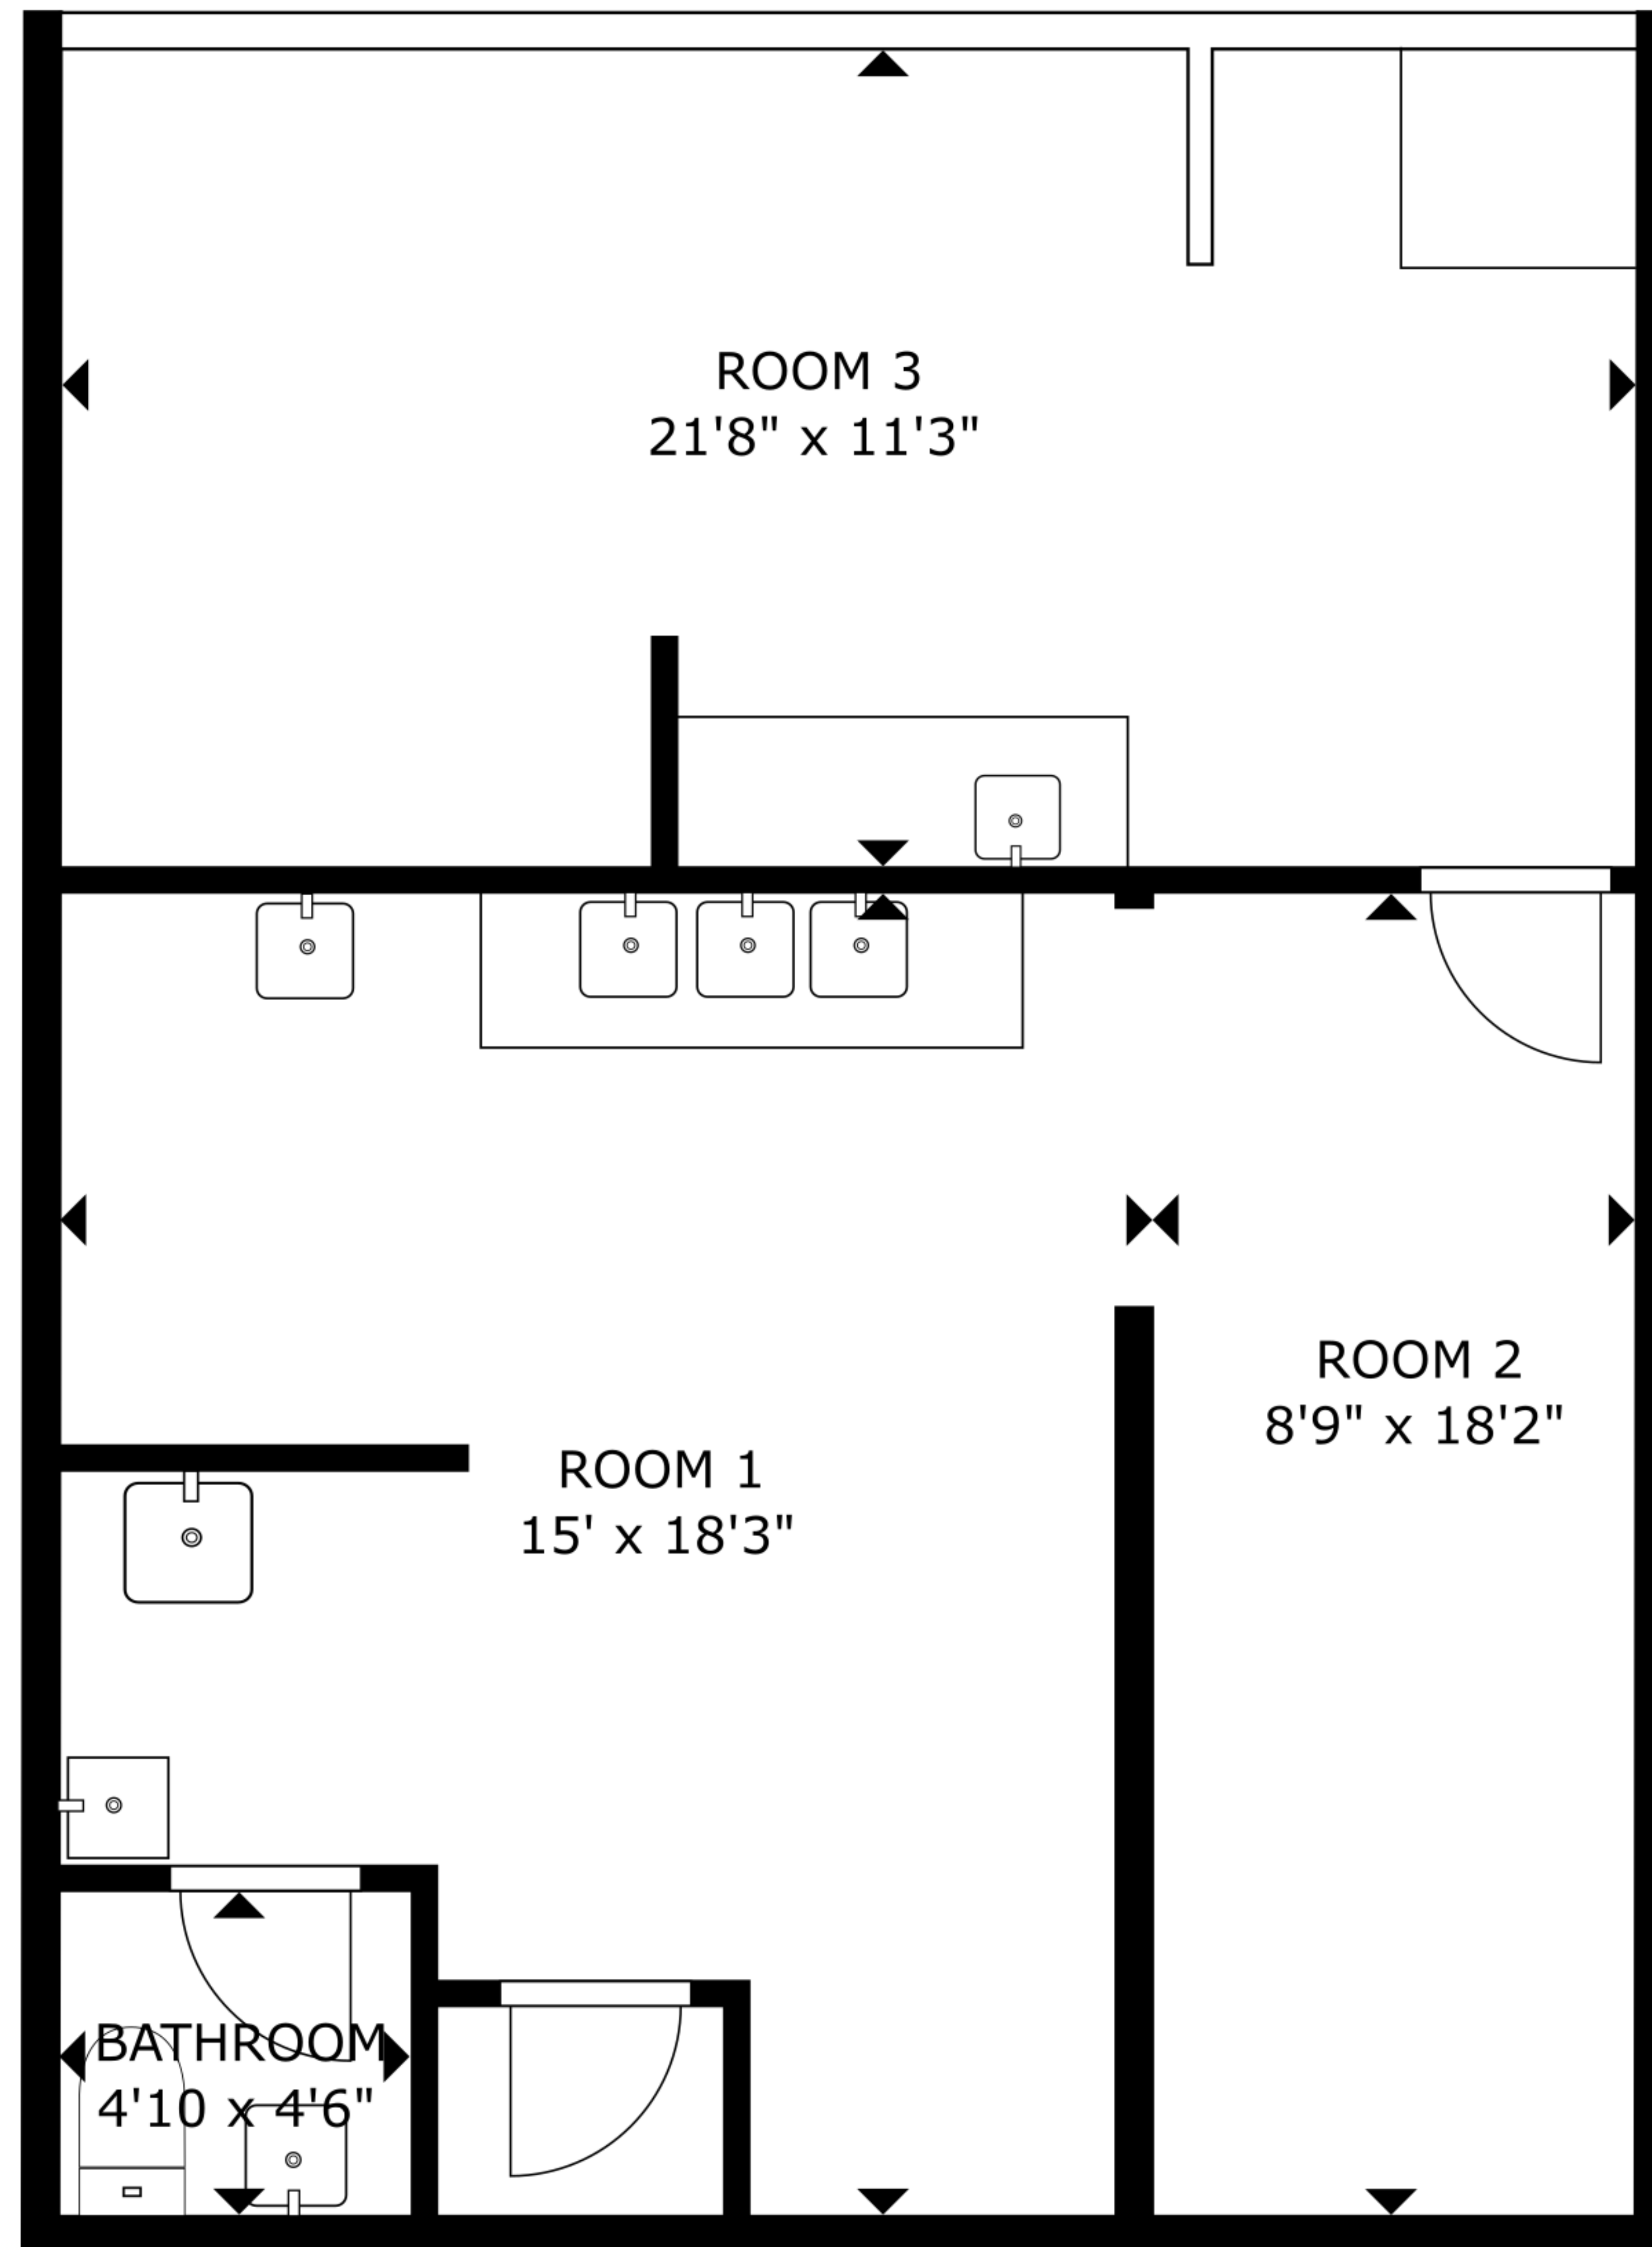 ROOM 3
21'8" x 11'3"
ROOM 2
8'9" x 18'2"
ROOM 1
15' x 18'3"
BATHROOM
4'10 x 4'6"